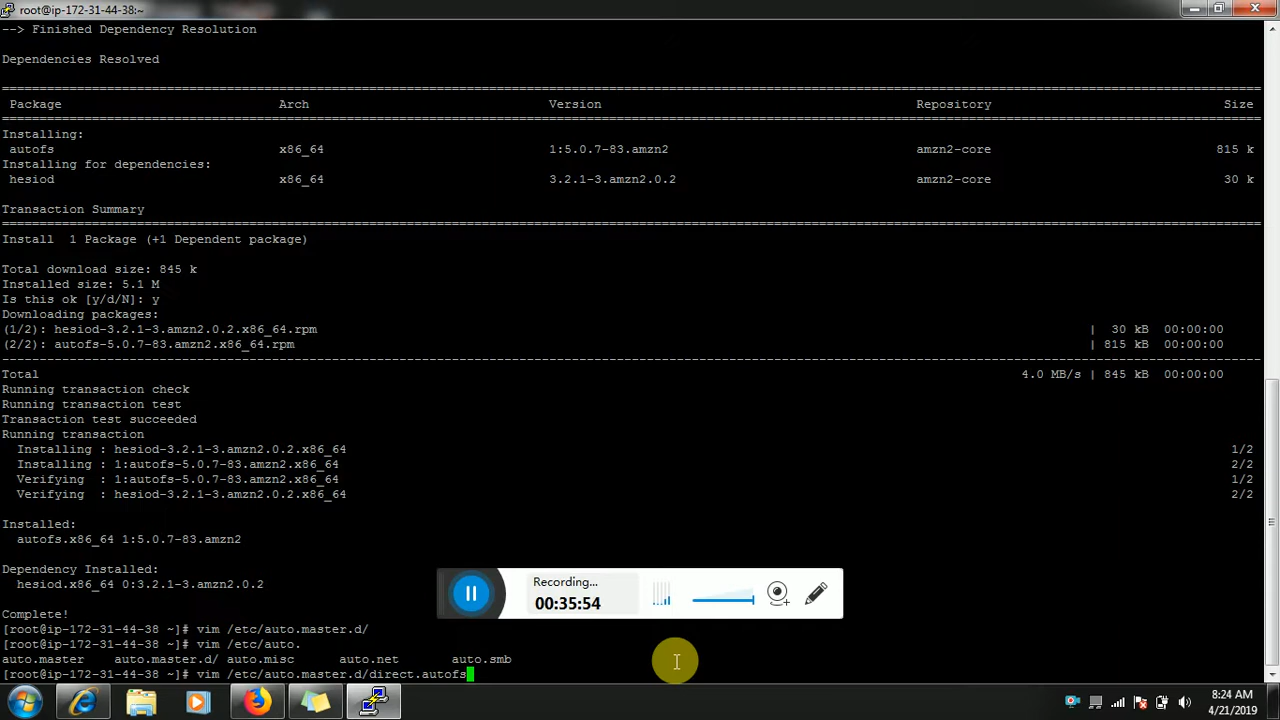 root@ip-172-31-44-38:~
--> Finished Dependency Resolution
Dependencies Resolved
================================================================================
Package Arch Version Repository Size
================================================================================
Installing:
autofs x86_64 1:5.0.7-83.amzn2 amzn2-core 815 k
Installing for dependencies:
hesiod x86_64 3.2.1-3.amzn2.0.2 amzn2-core 30 k
Transaction Summary
================================================================================
Install 1 Package (+1 Dependent package)
Total download size: 845 k
Installed size: 5.1 M
Is this ok [y/d/N]: y
Downloading packages:
(1/2): hesiod-3.2.1-3.amzn2.0.2.x86_64.rpm | 30 kB 00:00:00
(2/2): autofs-5.0.7-83.amzn2.x86_64.rpm | 815 kB 00:00:00
--------------------------------------------------------------------------------
Total 4.0 MB/s | 845 kB 00:00:00
Running transaction check
Running transaction test
Transaction test succeeded
Running transaction
Installing : hesiod-3.2.1-3.amzn2.0.2.x86_64 1/2
Installing : 1:autofs-5.0.7-83.amzn2.x86_64 2/2
Verifying : 1:autofs-5.0.7-83.amzn2.x86_64 1/2
Verifying : hesiod-3.2.1-3.amzn2.0.2.x86_64 2/2
Installed:
autofs.x86_64 1:5.0.7-83.amzn2
Dependency Installed:
hesiod.x86_64 0:3.2.1-3.amzn2.0.2
Recording...
00:35:54
Complete!
[root@ip-172-31-44-38 ~]# vim /etc/auto.master.d/
[root@ip-172-31-44-38 ~]# vim /etc/auto.
auto.master auto.master.d/ auto.misc auto.net auto.smb
[root@ip-172-31-44-38 ~]# vim /etc/auto.master.d/direct.autofs
8:24 AM
4/21/2019